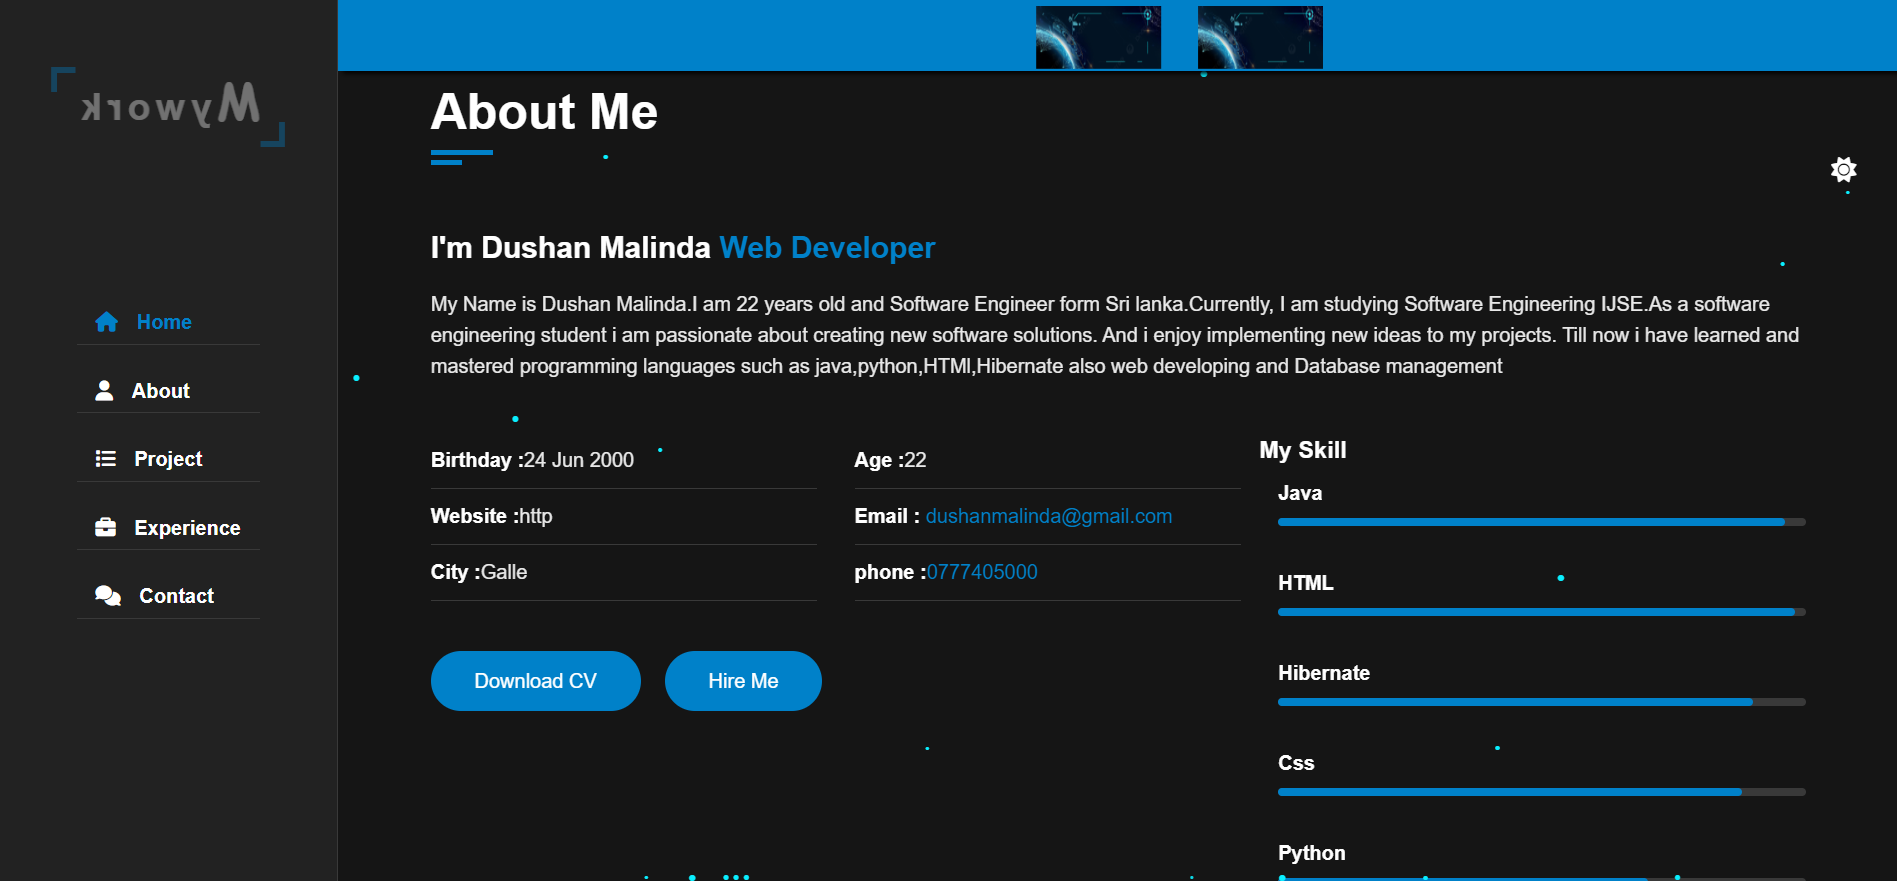 Mywork
Home
About
Project
Experience
Contact
About Me
I'm Dushan Malinda Web Developer
My Name is Dushan Malinda.I am 22 years old and Software Engineer form Sri lanka.Currently, I am studying Software Engineering IJSE.As a software
engineering student i am passionate about creating new software solutions. And i enjoy implementing new ideas to my projects. Till now i have learned and
mastered programming languages such as java,python,HTMl,Hibernate also web developing and Database management
Birthday :24 Jun 2000
Age :22
Website :http
Email : dushanmalinda@gmail.com
City :Galle
phone :0777405000
Download CV
Hire Me
My Skill
Java
HTML
Hibernate
Css
Python